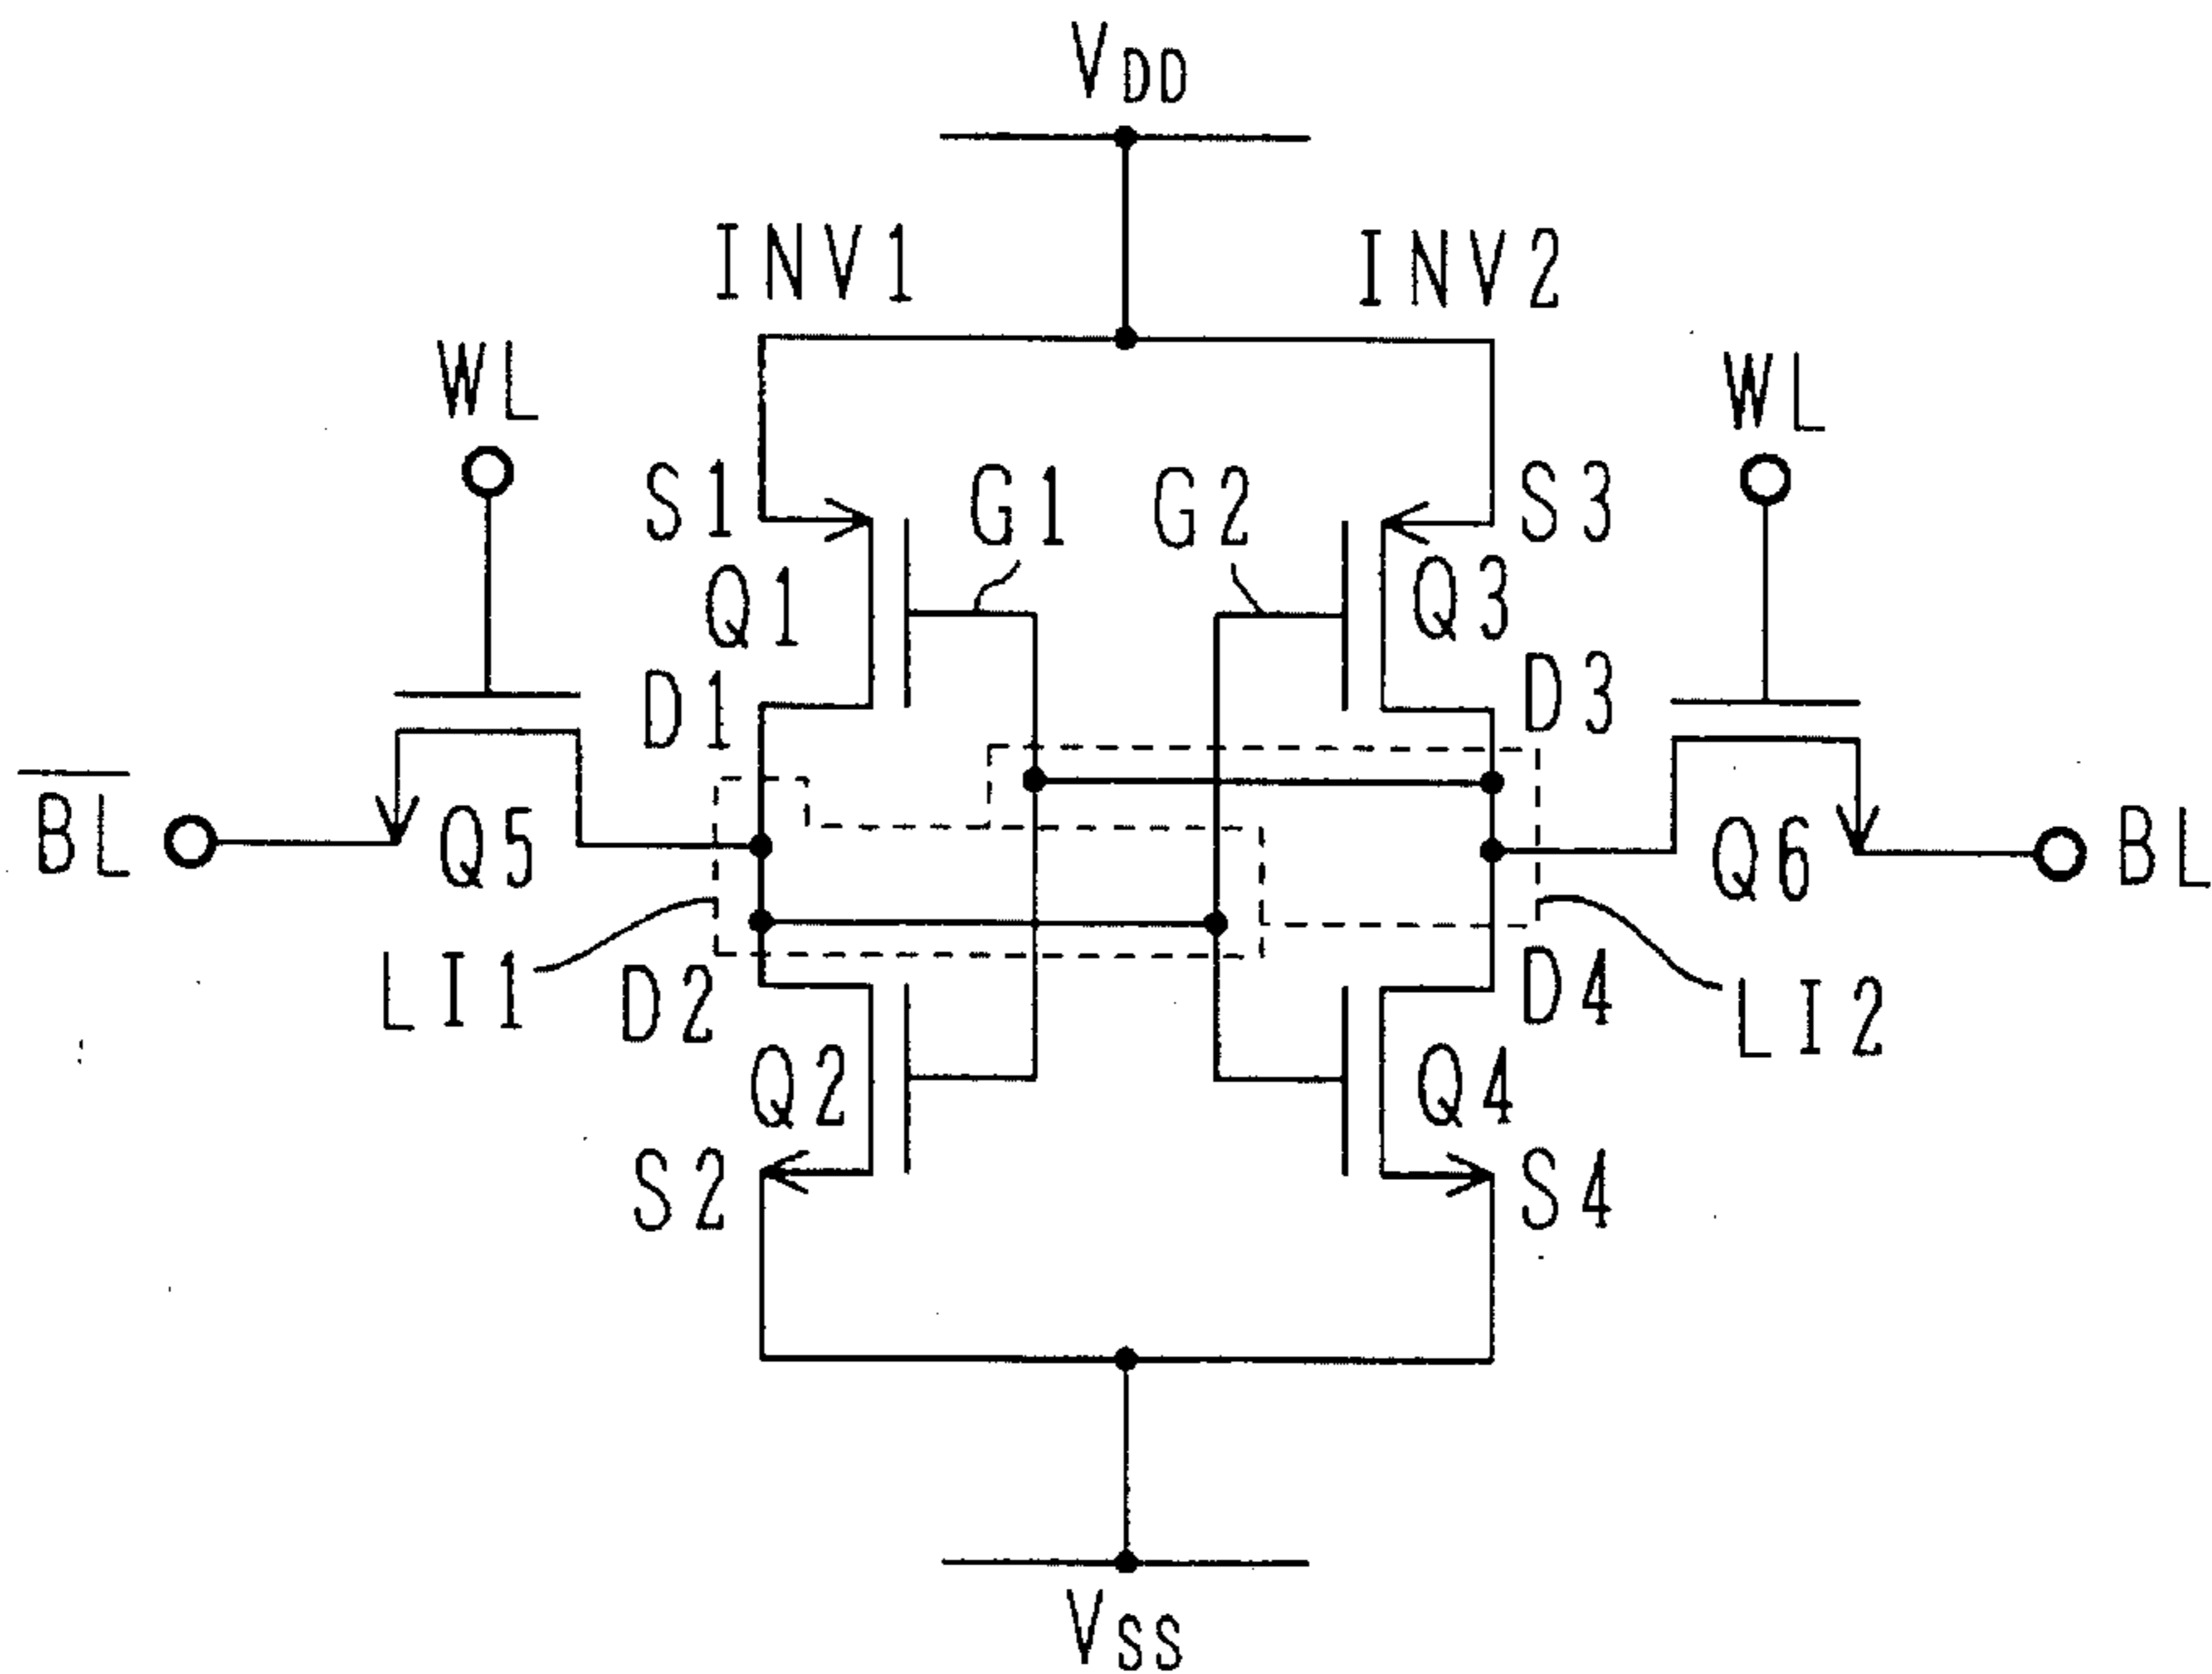 VDD
INV1
INV2
WL
WL
S1
G1
G2
S3
Q1
Q3
D1
D3
B̅L̅
Q5
Q6
BL
LI1
D2
D4
LI2
Q2
Q4
S2
S4
VSS